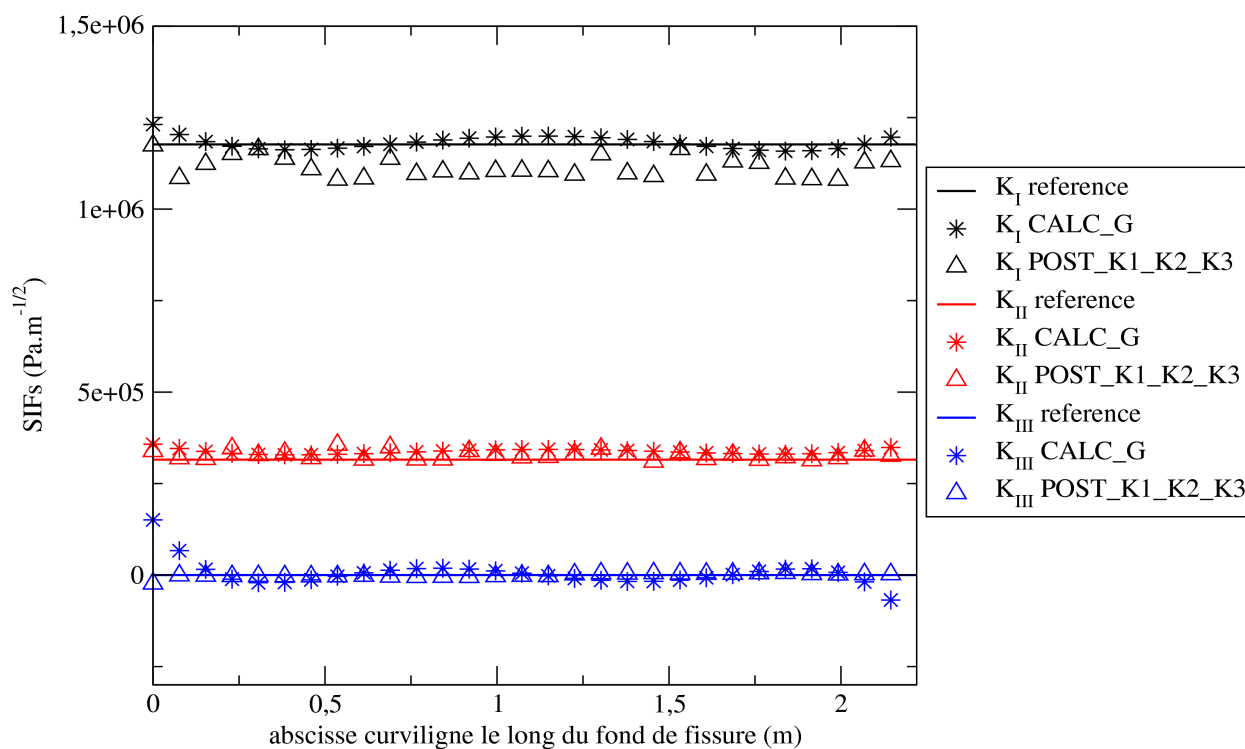 1,5e+06
1e+06
5e+05
0
SIFs (Pa.m^-1/2)
0 0,5 1 1,5 2
abscisse curviligne le long du fond de fissure (m)
K_I reference
K_I CALC_G
K_I POST_K1_K2_K3
K_II reference
K_II CALC_G
K_II POST_K1_K2_K3
K_III reference
K_III CALC_G
K_III POST_K1_K2_K3